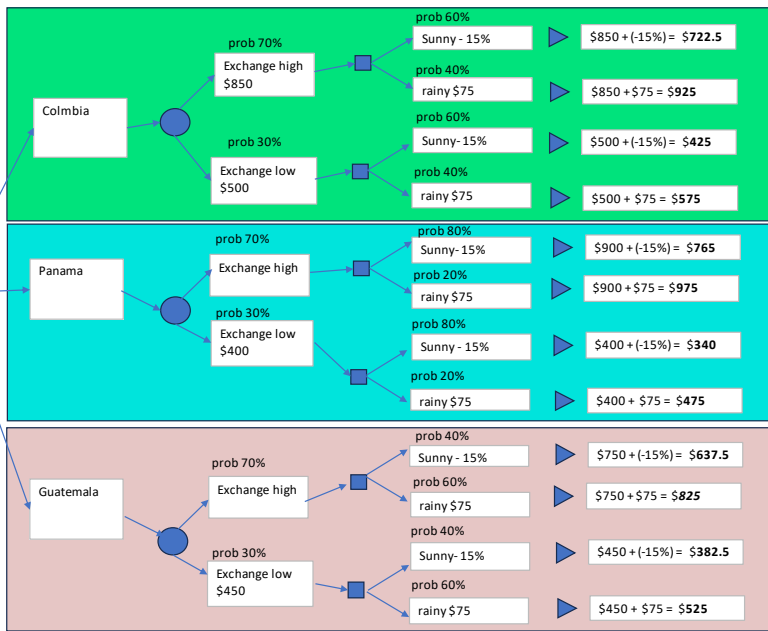 prob 60%
Sunny - 15%
$850 + (-15%) = $722.5
prob 70%
Exchange high
$850
prob 40%
rainy $75
$850 + $75 = $925
Colmbia
prob 60%
Sunny- 15%
$500 + (-15%) = $425
prob 30%
Exchange low
$500
prob 40%
rainy $75
$500 + $75 = $575
prob 80%
Sunny- 15%
$900 + (-15%) = $765
prob 70%
Exchange high
prob 20%
rainy $75
$900 + $75 = $975
Panama
prob 30%
Exchange low
$400
prob 80%
Sunny - 15%
$400 + (-15%) = $340
prob 20%
rainy $75
$400 + $75 = $475
prob 40%
Sunny - 15%
$750 + (-15%) = $637.5
prob 70%
Exchange high
prob 60%
rainy $75
$750 + $75 = $825
Guatemala
prob 40%
Sunny- 15%
$450 + (-15%) = $382.5
prob 30%
Exchange low
$450
prob 60%
rainy $75
$450 + $75 = $525